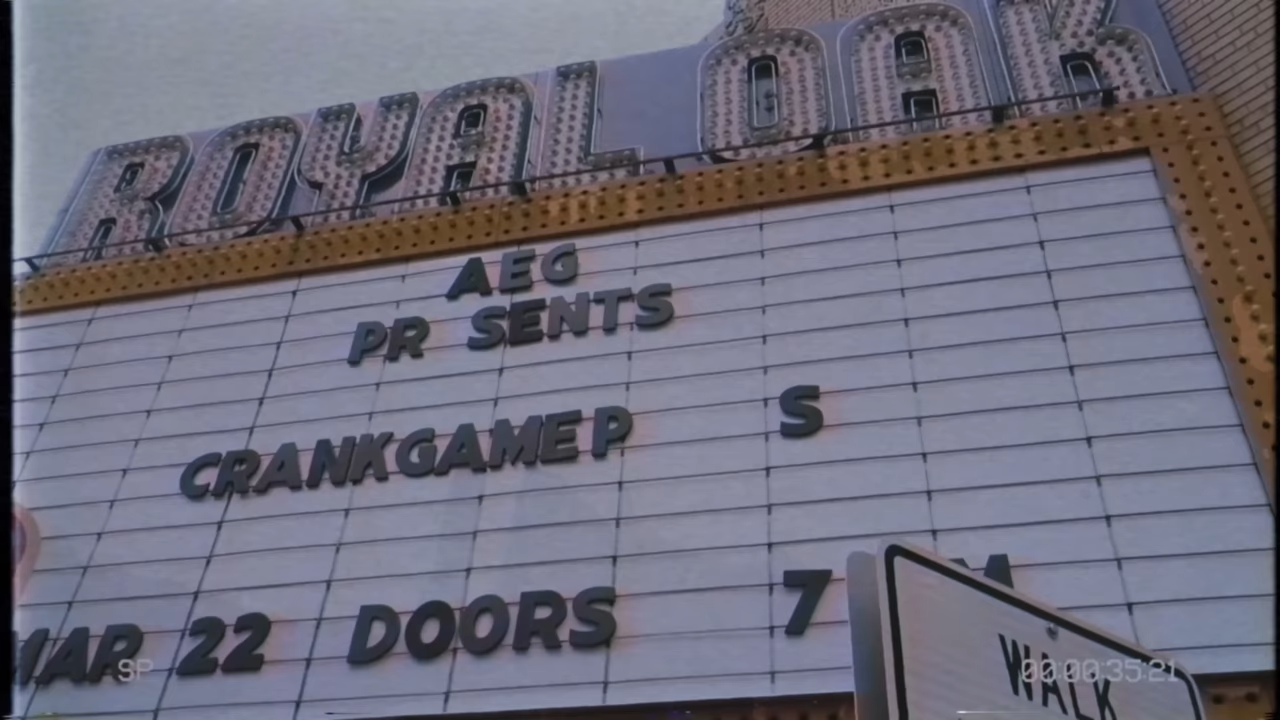 ROYAL OAK
AEG
PR SENTS
CRANKGAMEP S
MAR 22 DOORS 7
WALK
SP
00:00:35:21